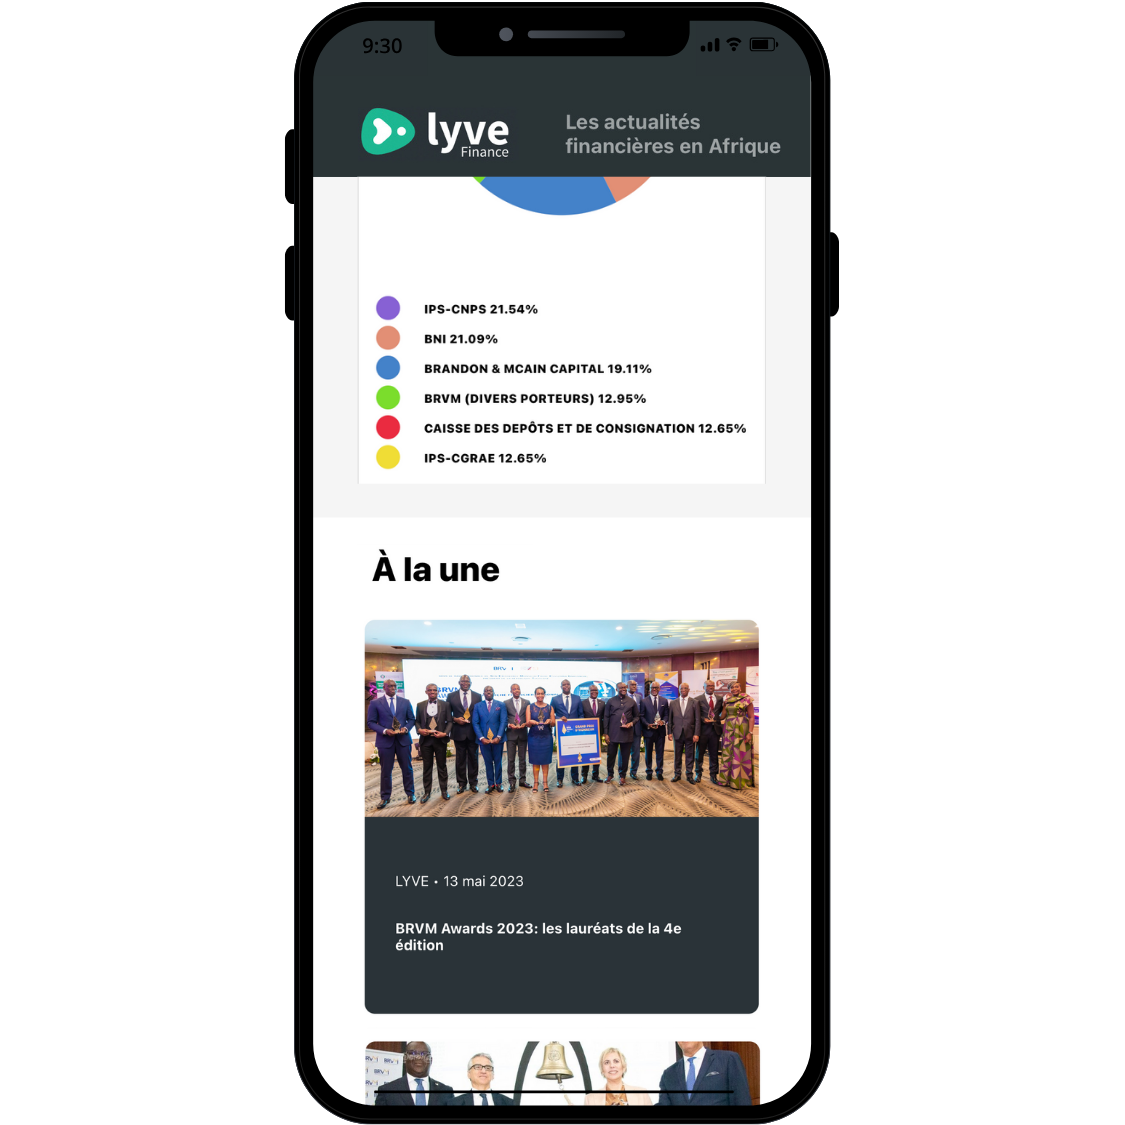 9:30
lyve
Finance
Les actualités
financières en Afrique
IPS-CNPS 21.54%
BNI 21.09%
BRANDON & MCAIN CAPITAL 19.11%
BRVM (DIVERS PORTEURS) 12.95%
CAISSE DES DEPÔTS ET DE CONSIGNATION 12.65%
IPS-CGRAE 12.65%
À la une
LYVE • 13 mai 2023
BRVM Awards 2023: les lauréats de la 4e
édition